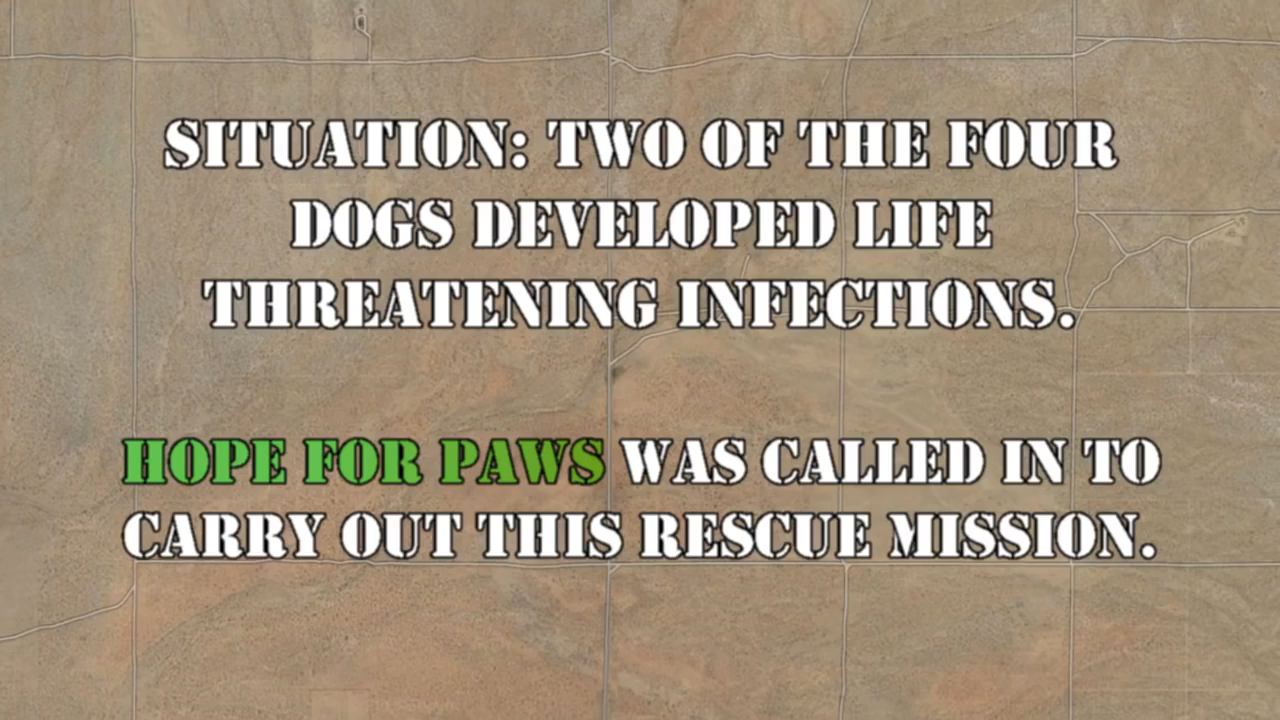 SITUATION: TWO OF THE FOUR
DOGS DEVELOPED LIFE
THREATENING INFECTIONS.
HOPE FOR PAWS WAS CALLED IN TO
CARRY OUT THIS RESCUE MISSION.